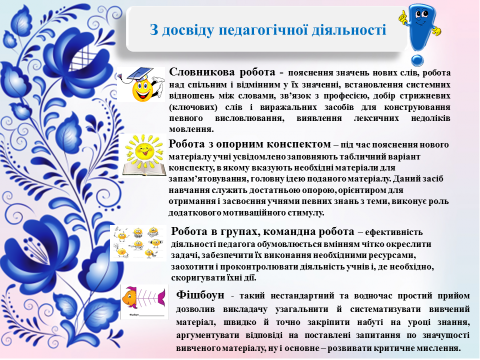 З досвіду педагогічної діяльності
Словникова робота - пояснення значень нових слів, робота
над спільним і відмінним у їх значенні, встановлення системних
відношень між словами, зв'язок з професією, добір стрижневих
(ключових) слів і виражальних засобів для конструювання
певного висловлювання, виявлення лексичних недоліків
мовлення.
Робота з опорним конспектом – під час пояснення нового
матеріалу учні усвідомлено заповняють табличний варіант
конспекту, в якому вказують необхідні матеріали для
запам'ятовування, головну ідею поданого матеріалу. Даний засіб
навчання служить достатньою опорою, орієнтиром для
отримання і засвоєння учнями певних знань з теми, виконує роль
додаткового мотиваційного стимулу.
Робота в групах, командна робота – ефективність
діяльності педагога обумовлюється вмінням чітко окреслити
задачі, забезпечити їх виконання необхідними ресурсами,
заохотити і проконтролювати діяльність учнів і, де необхідно,
скоригувати їхні дії.
Фішбоун - такий нестандартний та водночас простий прийом
дозволив викладачу узагальнити й систематизувати вивчений
матеріал, швидко й точно закріпити набуті на уроці знання,
аргументувати відповіді на поставлені запитання по значущості
вивченого матеріалу, ну і основне – розвивати критичне мислення.